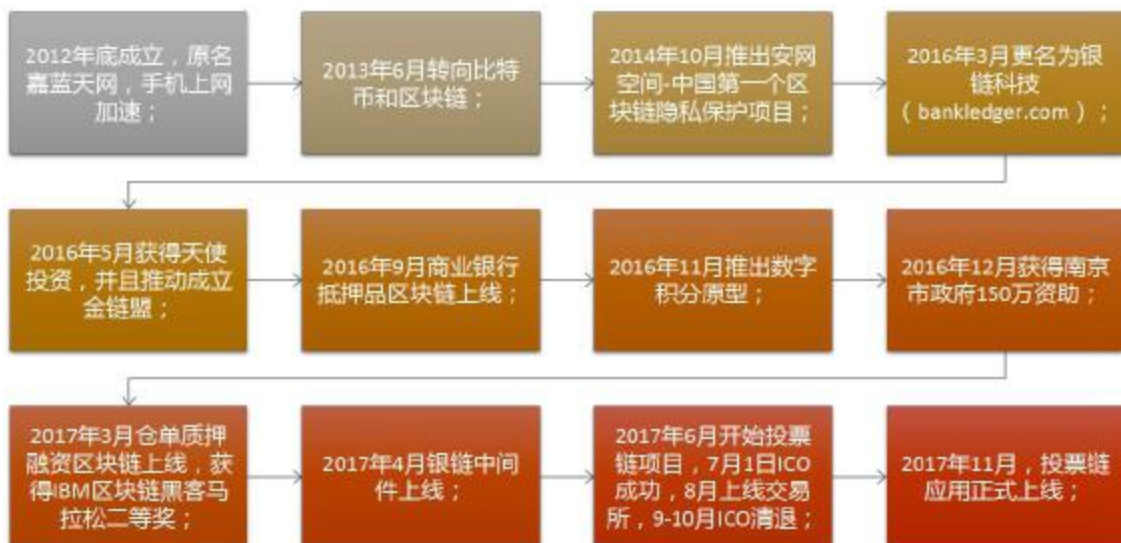 2012年底成立，原名
嘉蓝天网，手机上网
加速；
2013年6月转向比特
币和区块链；
2014年10月推出安网
空间-中国第一个区
块链隐私保护项目；
2016年3月更名为银
链科技
（bankledger.com）；
2016年5月获得天使
投资，并且推动成立
金链盟；
2016年9月商业银行
抵押品区块链上线；
2016年11月推出数字
积分原型；
2016年12月获得南京
市政府150万资助；
2017年3月仓单质押
融资区块链上线，获
得IBM区块链黑客马
拉松二等奖；
2017年4月银链中间
件上线；
2017年6月开始投票
链项目，7月1日ICO
成功，8月上线交易
所，9-10月ICO清退；
2017年11月，投票链
应用正式上线；